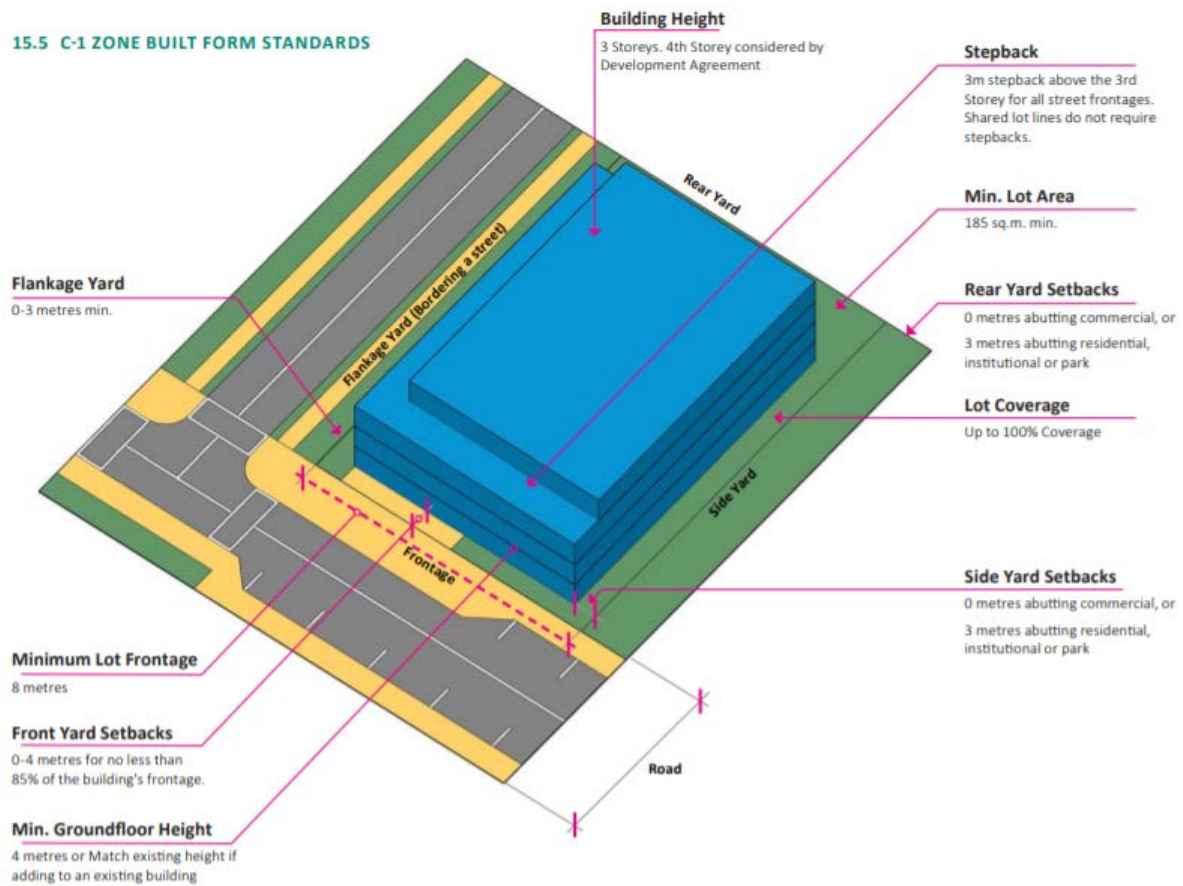 15.5 C-1 ZONE BUILT FORM STANDARDS
Building Height
3 Storeys. 4th Storey considered by
Development Agreement
Stepback
3m stepback above the 3rd
Storey for all street frontages.
Shared lot lines do not require
stepbacks.
Min. Lot Area
185 sq.m. min.
Rear Yard Setbacks
0 metres abutting commercial, or
3 metres abutting residential,
institutional or park
Lot Coverage
Up to 100% Coverage
Side Yard Setbacks
0 metres abutting commercial, or
3 metres abutting residential,
institutional or park
Flankage Yard
0-3 metres min.
Minimum Lot Frontage
8 metres
Front Yard Setbacks
0-4 metres for no less than
85% of the building's frontage.
Min. Groundfloor Height
4 metres or Match existing height if
adding to an existing building
Rear Yard
Flankage Yard (Bordering a street)
Side Yard
Frontage
Road